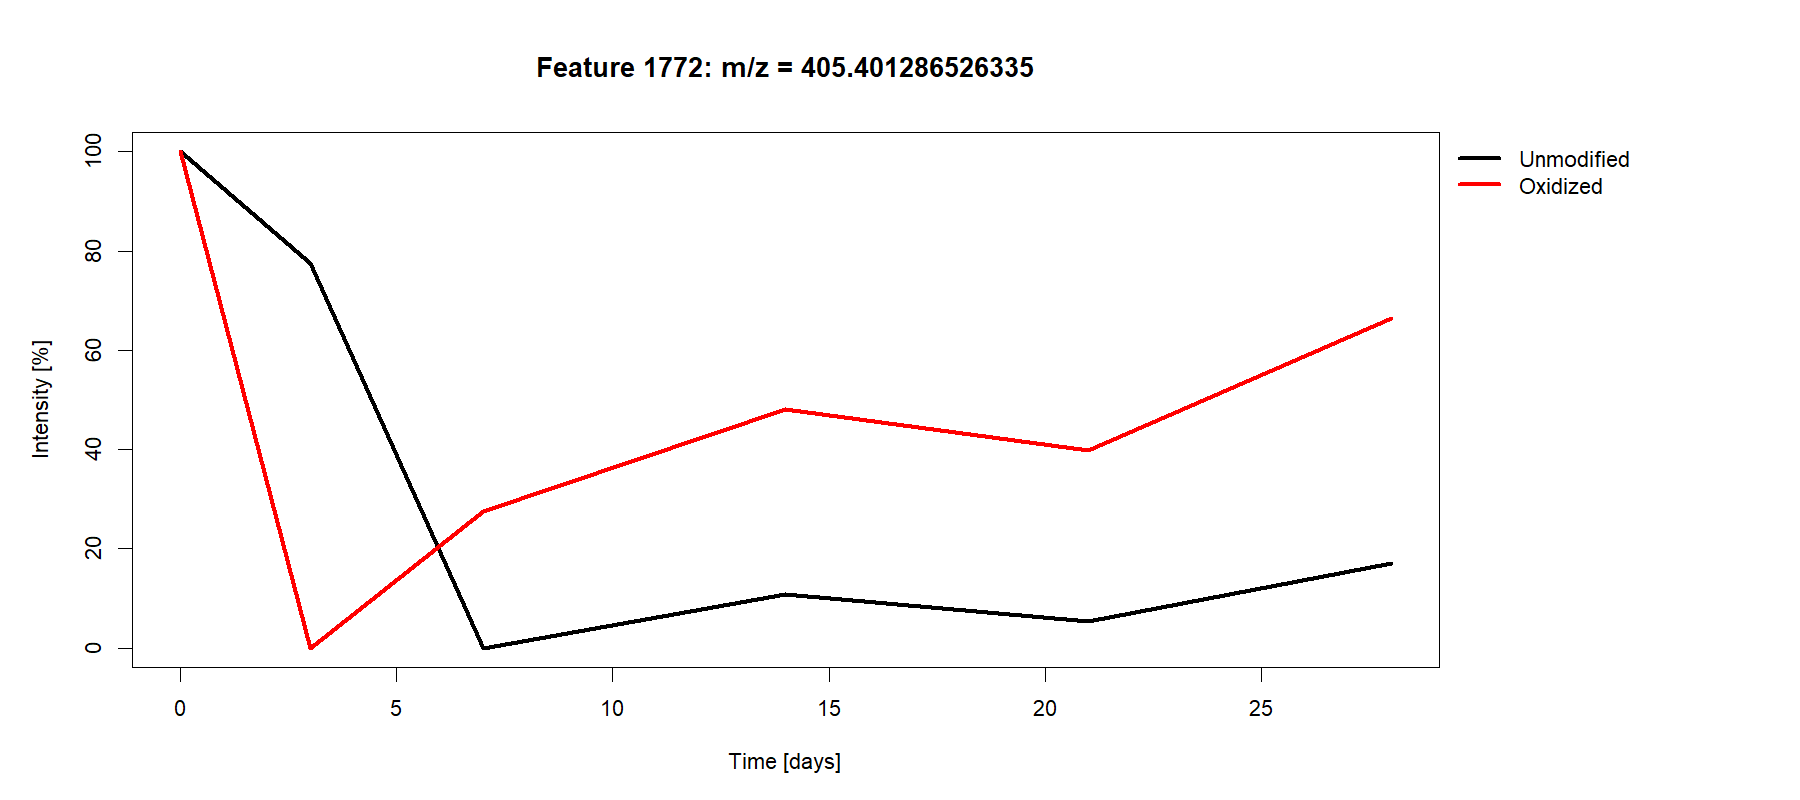 Feature 1772: m/z = 405.401286526335
Unmodified
Oxidized
Intensity [%]
100
80
60
40
20
0
0 5 10 15 20 25
Time [days]